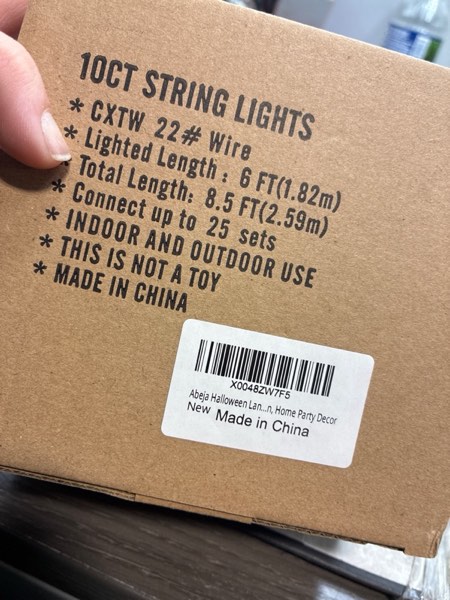 10CT STRING LIGHTS
* CXTW 22# Wire
* Lighted Length : 6 FT(1.82m)
* Total Length: 8.5 FT(2.59m)
* Connect up to 25 sets
* INDOOR AND OUTDOOR USE
* THIS IS NOT A TOY
* MADE IN CHINA
X0048ZW7F5
Abeja Halloween Lan...n, Home Party Decor
New Made in China